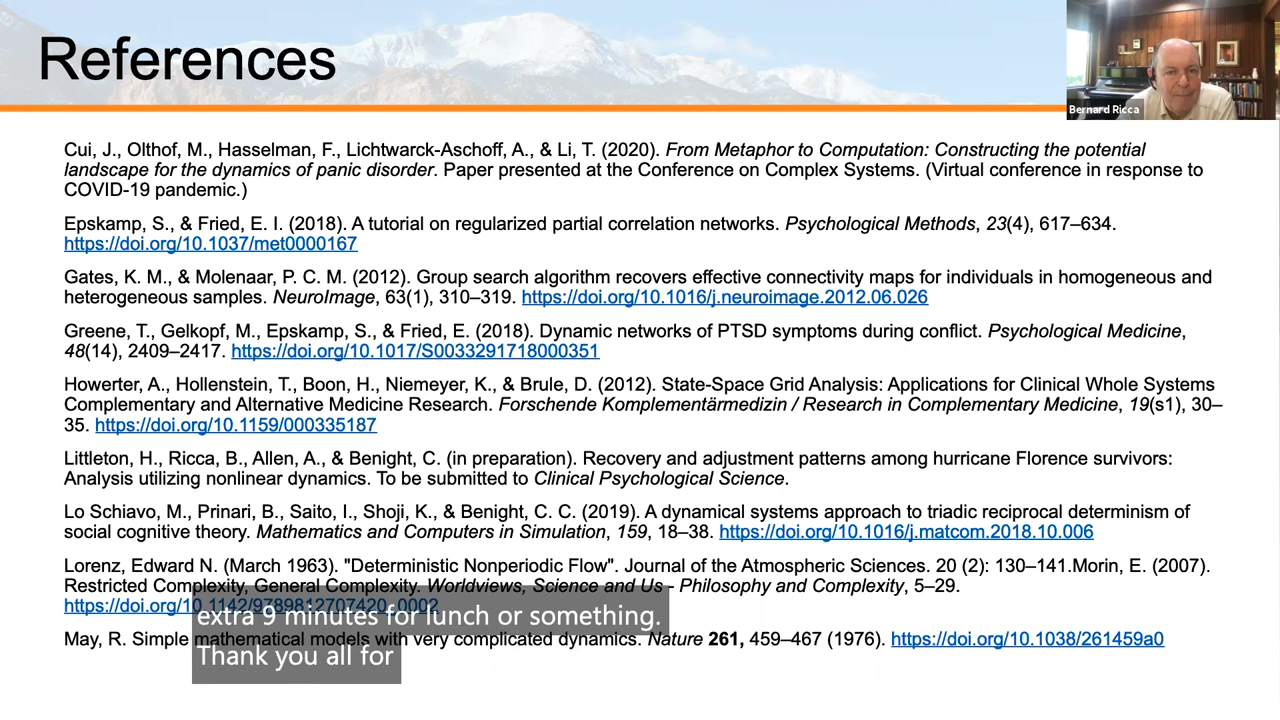 References
Bernard Ricca
Cui, J., Olthof, M., Hasselman, F., Lichtwarck-Aschoff, A., & Li, T. (2020). From Metaphor to Computation: Constructing the potential
landscape for the dynamics of panic disorder. Paper presented at the Conference on Complex Systems. (Virtual conference in response to
COVID-19 pandemic.)
Epskamp, S., & Fried, E. I. (2018). A tutorial on regularized partial correlation networks. Psychological Methods, 23(4), 617–634.
https://doi.org/10.1037/met0000167
Gates, K. M., & Molenaar, P. C. M. (2012). Group search algorithm recovers effective connectivity maps for individuals in homogeneous and
heterogeneous samples. NeuroImage, 63(1), 310–319. https://doi.org/10.1016/j.neuroimage.2012.06.026
Greene, T., Gelkopf, M., Epskamp, S., & Fried, E. (2018). Dynamic networks of PTSD symptoms during conflict. Psychological Medicine,
48(14), 2409–2417. https://doi.org/10.1017/S0033291718000351
Howerter, A., Hollenstein, T., Boon, H., Niemeyer, K., & Brule, D. (2012). State-Space Grid Analysis: Applications for Clinical Whole Systems
Complementary and Alternative Medicine Research. Forschende Komplementärmedizin / Research in Complementary Medicine, 19(s1), 30–
35. https://doi.org/10.1159/000335187
Littleton, H., Ricca, B., Allen, A., & Benight, C. (in preparation). Recovery and adjustment patterns among hurricane Florence survivors:
Analysis utilizing nonlinear dynamics. To be submitted to Clinical Psychological Science.
Lo Schiavo, M., Prinari, B., Saito, I., Shoji, K., & Benight, C. C. (2019). A dynamical systems approach to triadic reciprocal determinism of
social cognitive theory. Mathematics and Computers in Simulation, 159, 18–38. https://doi.org/10.1016/j.matcom.2018.10.006
Lorenz, Edward N. (March 1963). "Deterministic Nonperiodic Flow". Journal of the Atmospheric Sciences. 20 (2): 130–141.Morin, E. (2007).
Restricted Complexity, General Complexity. Worldviews, Science and Us - Philosophy and Complexity, 5–29.
https://doi.org/10.1142/9789812707420_0002
extra 9 minutes for lunch or something.
May, R. Simple mathematical models with very complicated dynamics. Nature 261, 459–467 (1976). https://doi.org/10.1038/261459a0
Thank you all for